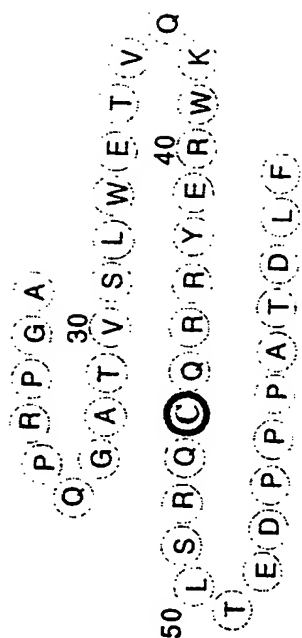 P R P G A
30
Q G A T V S L W E T V Q
40
50
L S R Q C Q R R Y E R W K
T E D P P P A T D L F